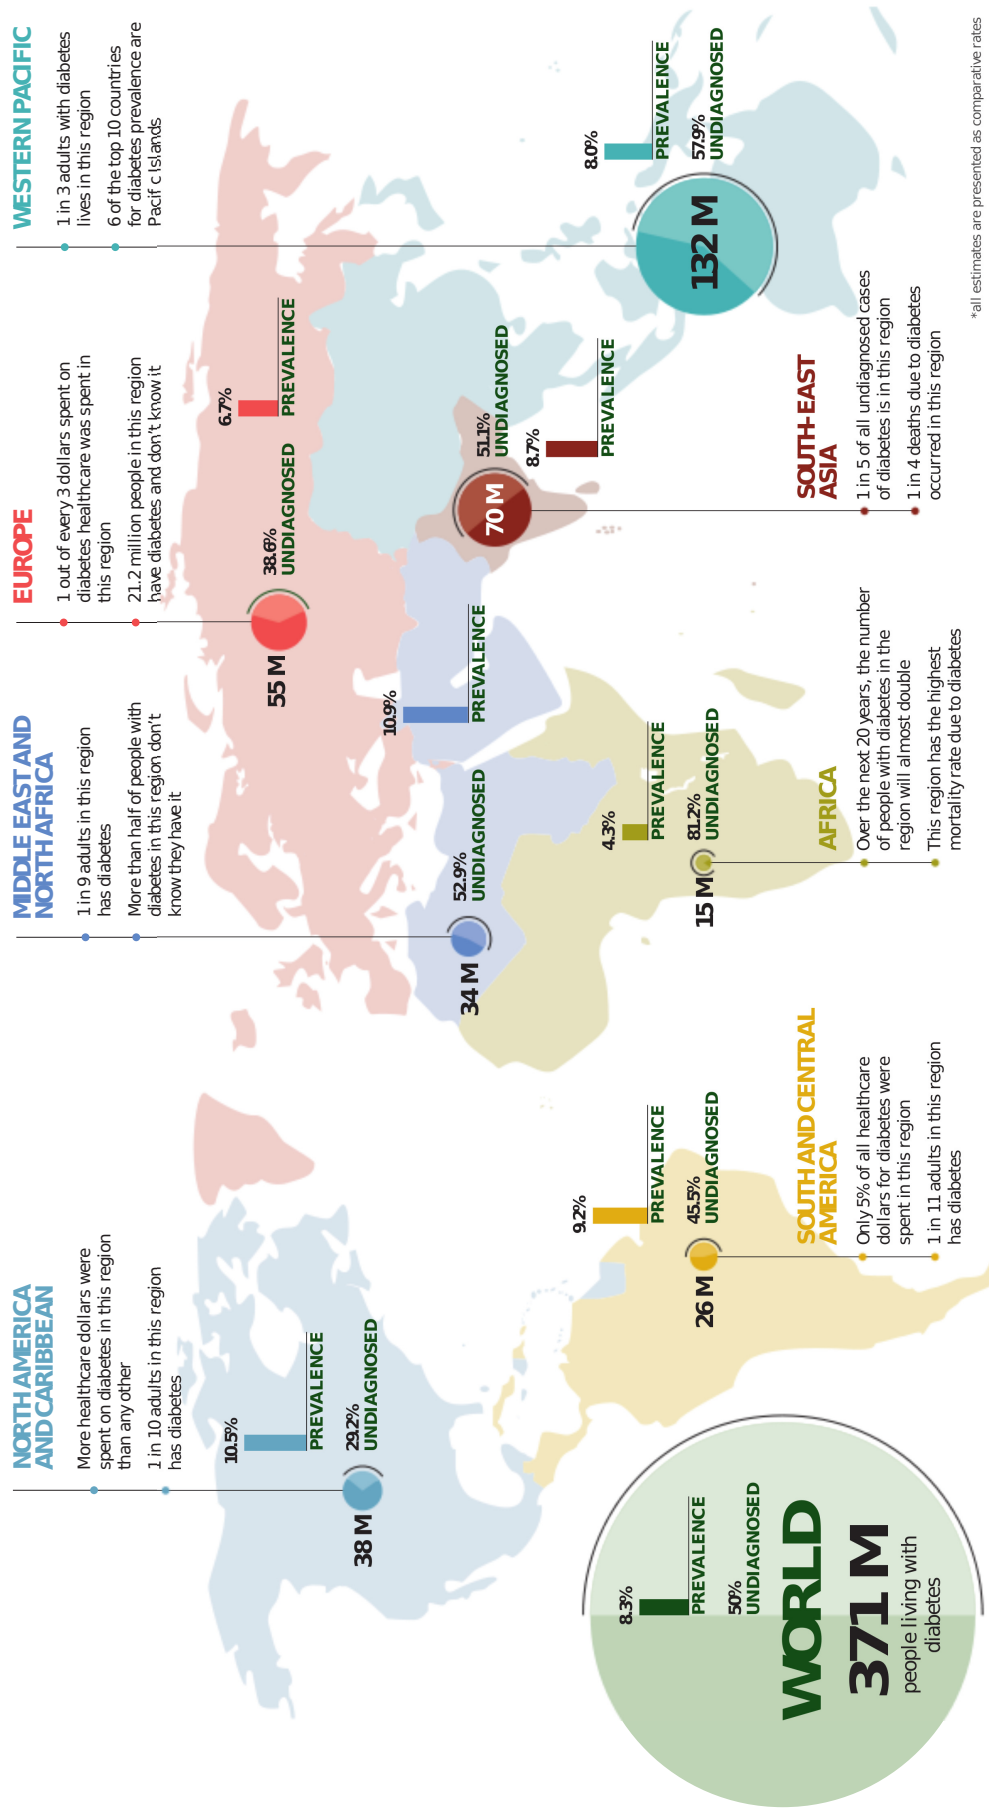 NORTH AMERICA
AND CARIBBEAN
More healthcare dollars were
spent on diabetes in this region
than any other
1 in 10 adults in this region
has diabetes
10.5%
PREVALENCE
29.2%
UNDIAGNOSED
38 M
MIDDLE EAST AND
NORTH AFRICA
1 in 9 adults in this region
has diabetes
More than half of people with
diabetes in this region don’t
know they have it
10.9%
PREVALENCE
52.9%
UNDIAGNOSED
34 M
EUROPE
1 out of every 3 dollars spent on
diabetes healthcare was spent in
this region
21.2 million people in this region
have diabetes and don’t know it
6.7%
PREVALENCE
38.6%
UNDIAGNOSED
55 M
WESTERN PACIFIC
1 in 3 adults with diabetes
lives in this region
6 of the top 10 countries
for diabetes prevalence are
Pacif c Islands
8.0%
PREVALENCE
57.9%
UNDIAGNOSED
132 M
51.1%
UNDIAGNOSED
8.7%
PREVALENCE
70 M
SOUTH-EAST
ASIA
1 in 5 of all undiagnosed cases
of diabetes is in this region
1 in 4 deaths due to diabetes
occurred in this region
4.3%
PREVALENCE
81.2%
UNDIAGNOSED
15 M
AFRICA
Over the next 20 years, the number
of people with diabetes in the
region will almost double
This region has the highest
mortality rate due to diabetes
9.2%
PREVALENCE
45.5%
UNDIAGNOSED
26 M
SOUTH AND CENTRAL
AMERICA
Only 5% of all healthcare
dollars for diabetes were
spent in this region
1 in 11 adults in this region
has diabetes
8.3%
PREVALENCE
50%
UNDIAGNOSED
WORLD
371 M
people living with
diabetes
*all estimates are presented as comparative rates